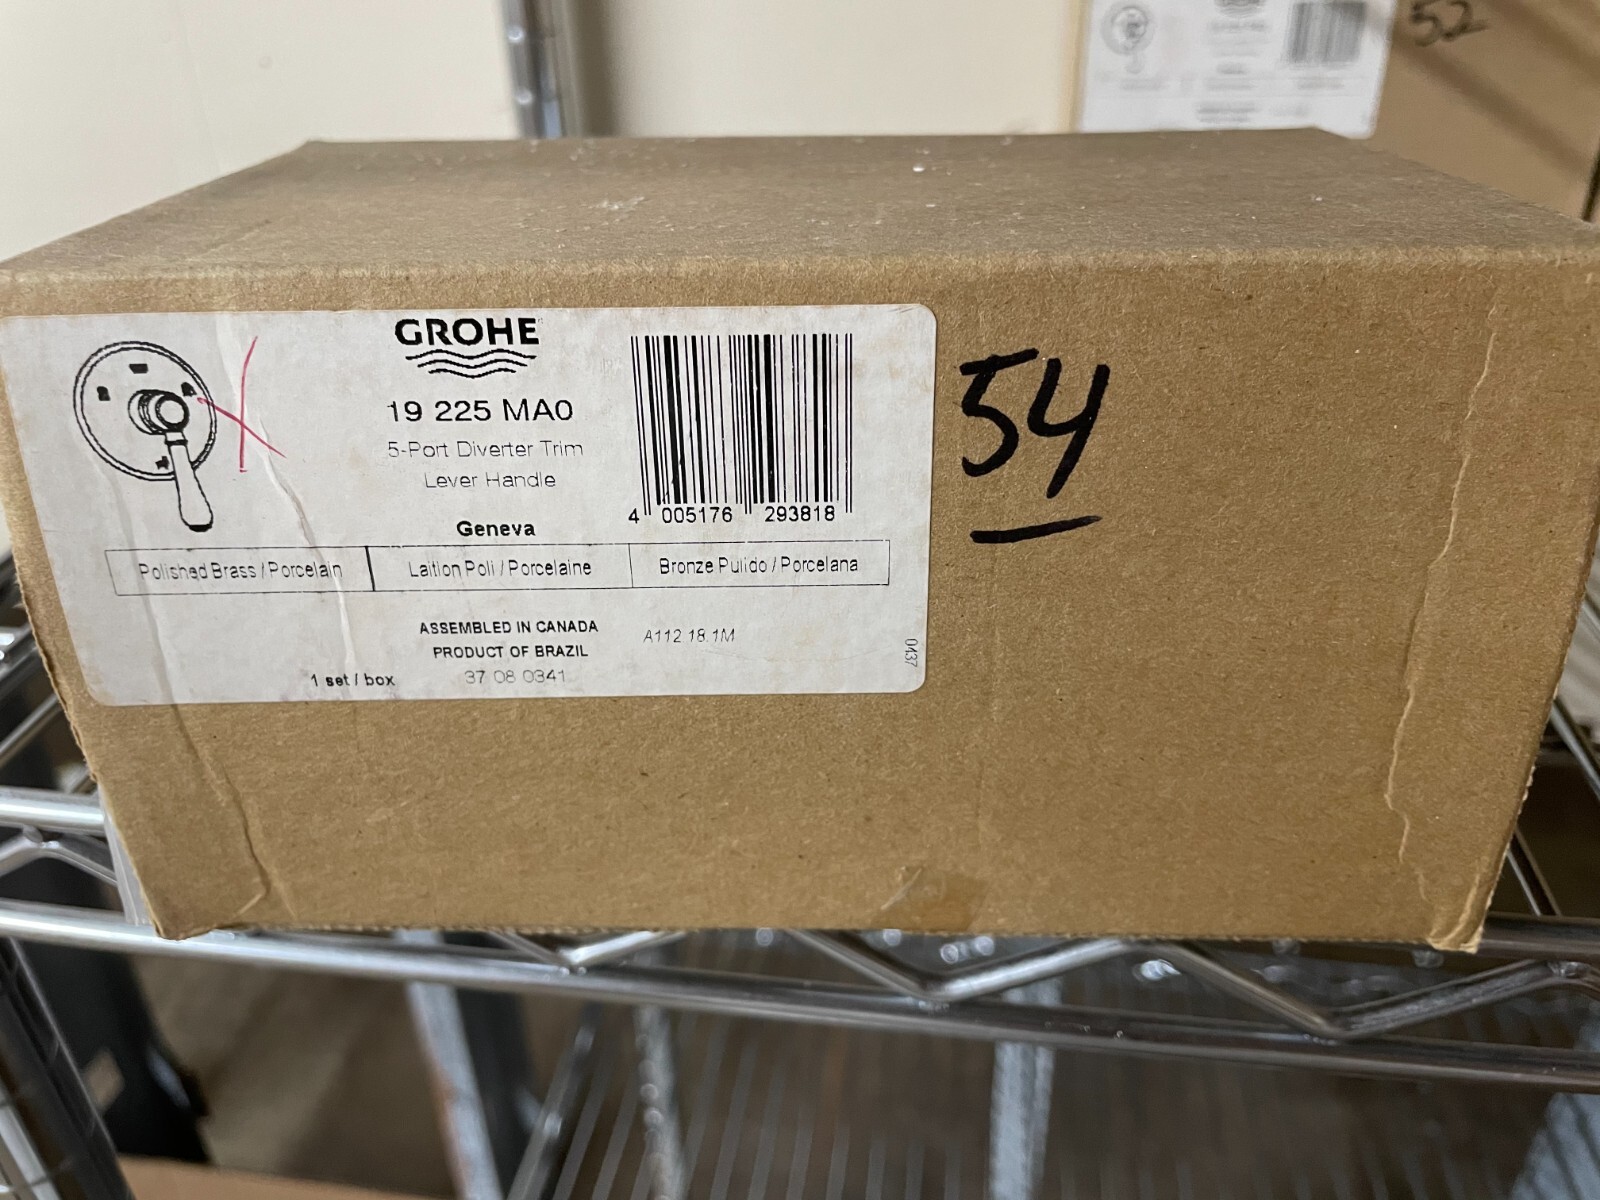 52
GROHE
19 225 MA0
5-Port Diverter Trim
Lever Handle
Geneva
4 005176 293818
54
Polished Brass / Porcelain
Laition Poli / Porcelaine
Bronze Pulido / Porcelana
ASSEMBLED IN CANADA
PRODUCT OF BRAZIL
A112.18.1M
1 set / box
37 08 0341
0437